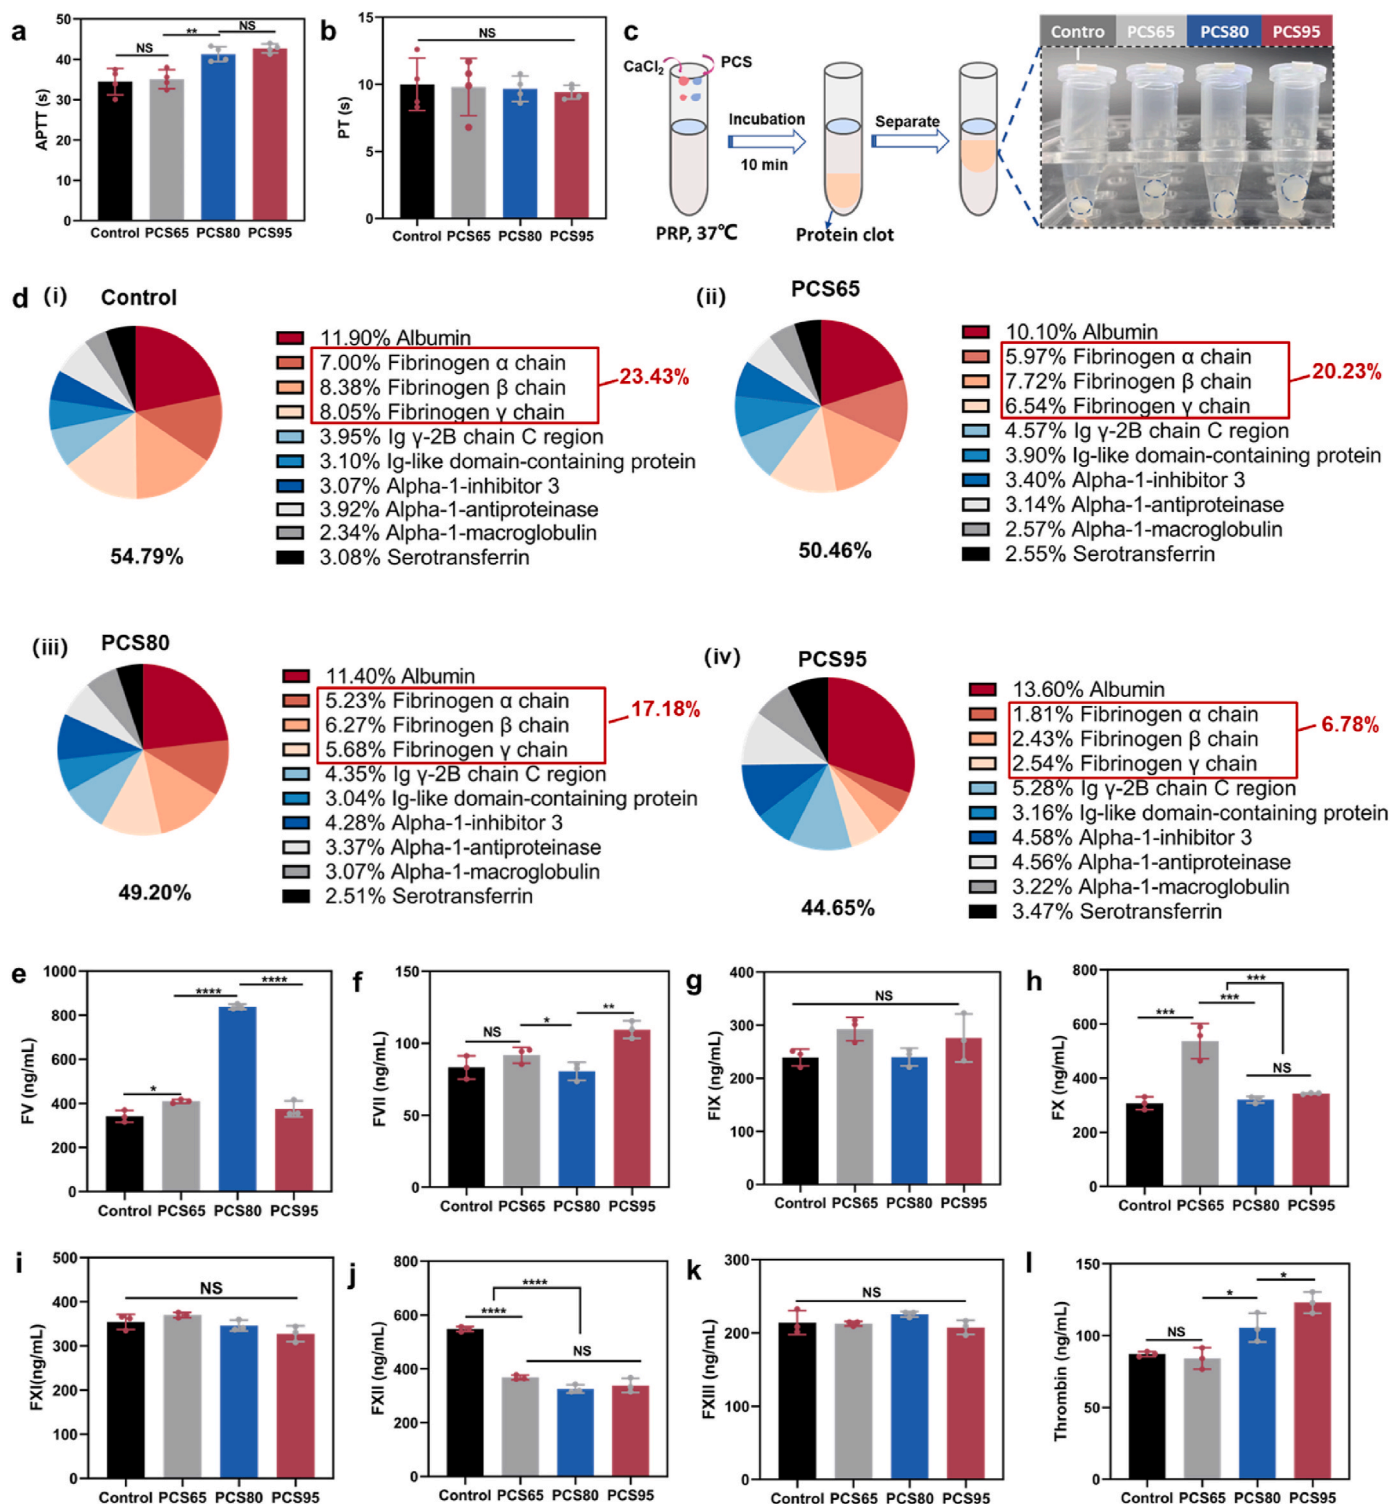 a
50
40
30
20
10
0
APTT (s)
NS
**
NS
Control PCS65 PCS80 PCS95
b
15
10
5
0
PT (s)
NS
Control PCS65 PCS80 PCS95
c
CaCl₂
PCS
Incubation
10 min
Separate
PRP, 37℃
Protein clot
Contro PCS65 PCS80 PCS95
d (i) Control
11.90% Albumin
7.00% Fibrinogen α chain
8.38% Fibrinogen β chain
8.05% Fibrinogen γ chain
23.43%
3.95% Ig γ-2B chain C region
3.10% Ig-like domain-containing protein
3.07% Alpha-1-inhibitor 3
3.92% Alpha-1-antiproteinase
2.34% Alpha-1-macroglobulin
3.08% Serotransferrin
54.79%
(ii) PCS65
10.10% Albumin
5.97% Fibrinogen α chain
7.72% Fibrinogen β chain
6.54% Fibrinogen γ chain
20.23%
4.57% Ig γ-2B chain C region
3.90% Ig-like domain-containing protein
3.40% Alpha-1-inhibitor 3
3.14% Alpha-1-antiproteinase
2.57% Alpha-1-macroglobulin
2.55% Serotransferrin
50.46%
(iii) PCS80
11.40% Albumin
5.23% Fibrinogen α chain
6.27% Fibrinogen β chain
5.68% Fibrinogen γ chain
17.18%
4.35% Ig γ-2B chain C region
3.04% Ig-like domain-containing protein
4.28% Alpha-1-inhibitor 3
3.37% Alpha-1-antiproteinase
3.07% Alpha-1-macroglobulin
2.51% Serotransferrin
49.20%
(iv) PCS95
13.60% Albumin
1.81% Fibrinogen α chain
2.43% Fibrinogen β chain
2.54% Fibrinogen γ chain
6.78%
5.28% Ig γ-2B chain C region
3.16% Ig-like domain-containing protein
4.58% Alpha-1-inhibitor 3
4.56% Alpha-1-antiproteinase
3.22% Alpha-1-macroglobulin
3.47% Serotransferrin
44.65%
e
1000
800
600
400
200
0
FV (ng/mL)
*
****
****
Control PCS65 PCS80 PCS95
f
150
100
50
0
FVII (ng/mL)
NS
*
**
Control PCS65 PCS80 PCS95
g
400
300
200
100
0
FIX (ng/mL)
NS
Control PCS65 PCS80 PCS95
h
800
600
400
200
0
FX (ng/mL)
***
***
***
NS
Control PCS65 PCS80 PCS95
i
500
400
300
200
100
0
FXI(ng/mL)
NS
Control PCS65 PCS80 PCS95
j
800
600
400
200
0
FXII (ng/mL)
****
****
NS
Control PCS65 PCS80 PCS95
k
300
200
100
0
FXIII (ng/mL)
NS
Control PCS65 PCS80 PCS95
l
150
100
50
0
Thrombin (ng/mL)
NS
*
*
Control PCS65 PCS80 PCS95